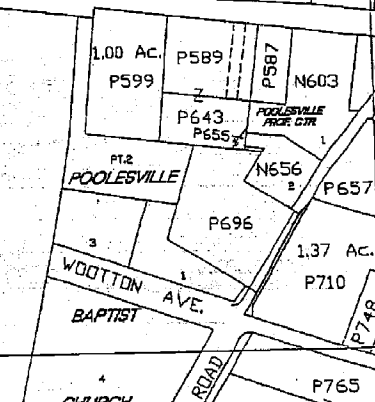 1.00 Ac.
P599
P589
P587
N603
Z
P643
P655
POOLESVILLE
PROF. CTR
1
PT.2
POOLESVILLE
N656
2
P657
P696
1
3
1
1.37 Ac.
P710
WOOTTON AVE.
BAPTIST
P748
4
CHURCH
ROAD
P765